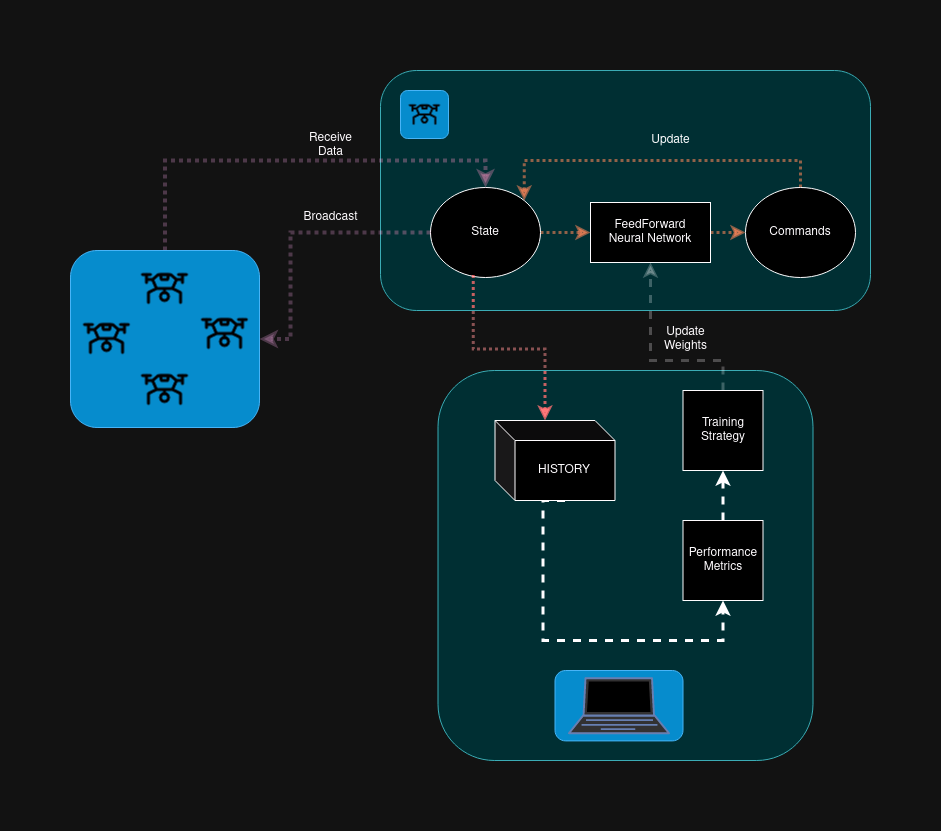 Receive
Data
Update
Broadcast
State
FeedForward
Neural Network
Commands
Update
Weights
HISTORY
Training
Strategy
Performance
Metrics